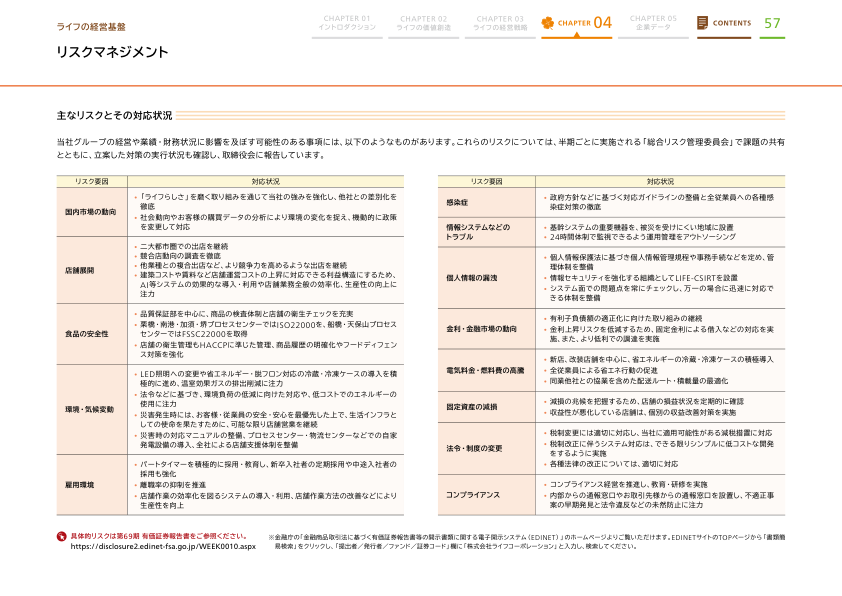 ライフの経営基盤
リスクマネジメント
CHAPTER 01
イントロダクション
CHAPTER 02
ライフの価値創造
CHAPTER 03
ライフの経営戦略
CHAPTER 04
CHAPTER 05
企業データ
CONTENTS
57
主なリスクとその対応状況
当社グループの経営や業績・財務状況に影響を及ぼす可能性のある事項には、以下のようなものがあります。これらのリスクについては、半期ごとに実施される「総合リスク管理委員会」で課題の共有
とともに、立案した対策の実行状況も確認し、取締役会に報告しています。
リスク要因
対応状況
国内市場の動向
• 「ライフらしさ」を磨く取り組みを通じて当社の強みを強化し、他社との差別化を
徹底
• 社会動向やお客様の購買データの分析により環境の変化を捉え、機動的に政策
を変更して対応
店舗展開
• 二大都市圏での出店を継続
• 競合店動向の調査を徹底
• 他業種との複合出店など、より競争力を高めるような出店を継続
• 建築コストや賃料など店舗運営コストの上昇に対応できる利益構造にするため、
AI等システムの効果的な導入・利用や店舗業務全般の効率化、生産性の向上に
注力
食品の安全性
• 品質保証部を中心に、商品の検査体制と店舗の衛生チェックを充実
• 栗橋・南港・加須・堺プロセスセンターではISO22000を、船橋・天保山プロセス
センターではFSSC22000を取得
• 店舗の衛生管理もHACCPに準じた管理、商品履歴の明確化やフードディフェン
ス対策を強化
環境・気候変動
• LED照明への変更や省エネルギー・脱フロン対応の冷蔵・冷凍ケースの導入を積
極的に進め、温室効果ガスの排出削減に注力
• 法令などに基づき、環境負荷の低減に向けた対応や、低コストでのエネルギーの
使用に注力
• 災害発生時には、お客様・従業員の安全・安心を最優先した上で、生活インフラと
しての使命を果たすために、可能な限り店舗営業を継続
• 災害時の対応マニュアルの整備、プロセスセンター・物流センターなどでの自家
発電設備の導入、全社による店舗支援体制を整備
雇用環境
• パートタイマーを積極的に採用・教育し、新卒入社者の定期採用や中途入社者の
採用も強化
• 離職率の抑制を推進
• 店舗作業の効率化を図るシステムの導入・利用、店舗作業方法の改善などにより
生産性を向上
リスク要因
対応状況
感染症
• 政府方針などに基づく対応ガイドラインの整備と全従業員への各種感
染症対策の徹底
情報システムなどの
トラブル
• 基幹システムの重要機器を、被災を受けにくい地域に設置
• 24時間体制で監視できるよう運用管理をアウトソーシング
個人情報の漏洩
• 個人情報保護法に基づき個人情報管理規程や事務手続などを定め、管
理体制を整備
• 情報セキュリティを強化する組織としてLIFE-CSIRTを設置
• システム面での問題点を常にチェックし、万一の場合に迅速に対応で
きる体制を整備
金利・金融市場の動向
• 有利子負債額の適正化に向けた取り組みの継続
• 金利上昇リスクを低減するため、固定金利による借入などの対応を実
施、また、より低利での調達を実施
電気料金・燃料費の高騰
• 新店、改装店舗を中心に、省エネルギーの冷蔵・冷凍ケースの積極導入
• 全従業員による省エネ行動の促進
• 同業他社との協業を含めた配送ルート・積載量の最適化
固定資産の減損
• 減損の兆候を把握するため、店舗の損益状況を定期的に確認
• 収益性が悪化している店舗は、個別の収益改善対策を実施
法令・制度の変更
• 税制変更には適切に対応し、当社に適用可能性がある減税措置に対応
• 税制改正に伴うシステム対応は、できる限りシンプルに低コストな開発
をするように実施
• 各種法律の改正については、適切に対応
コンプライアンス
• コンプライアンス経営を推進し、教育・研修を実施
• 内部からの通報窓口やお取引先様からの通報窓口を設置し、不適正事
案の早期発見と法令違反などの未然防止に注力
具体的リスクは第69期 有価証券報告書をご参照ください。
https://disclosure2.edinet-fsa.go.jp/WEEK0010.aspx
※金融庁の「金融商品取引法に基づく有価証券報告書等の開示書類に関する電子開示システム(EDINET)」のホームページよりご覧いただけます。EDINETサイトのTOPページから「書類簡
易検索」をクリックし、「提出者／発行者／ファンド／証券コード」欄に「株式会社ライフコーポレーション」と入力し、検索してください。